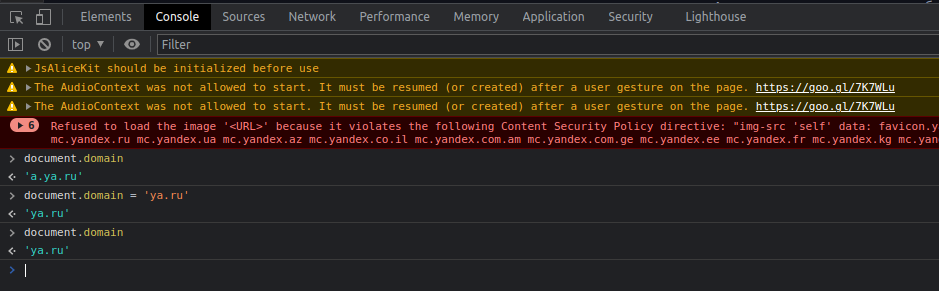 Elements Console Sources Network Performance Memory Application Security Lighthouse
top Filter
JsAliceKit should be initialized before use
The AudioContext was not allowed to start. It must be resumed (or created) after a user gesture on the page. https://goo.gl/7K7WLu
The AudioContext was not allowed to start. It must be resumed (or created) after a user gesture on the page. https://goo.gl/7K7WLu
6 Refused to load the image '<URL>' because it violates the following Content Security Policy directive: "img-src 'self' data: favicon.y
mc.yandex.ru mc.yandex.ua mc.yandex.az mc.yandex.co.il mc.yandex.com.am mc.yandex.com.ge mc.yandex.ee mc.yandex.fr mc.yandex.kg mc.yand
> document.domain
'a.ya.ru'
> document.domain = 'ya.ru'
'ya.ru'
> document.domain
'ya.ru'
>